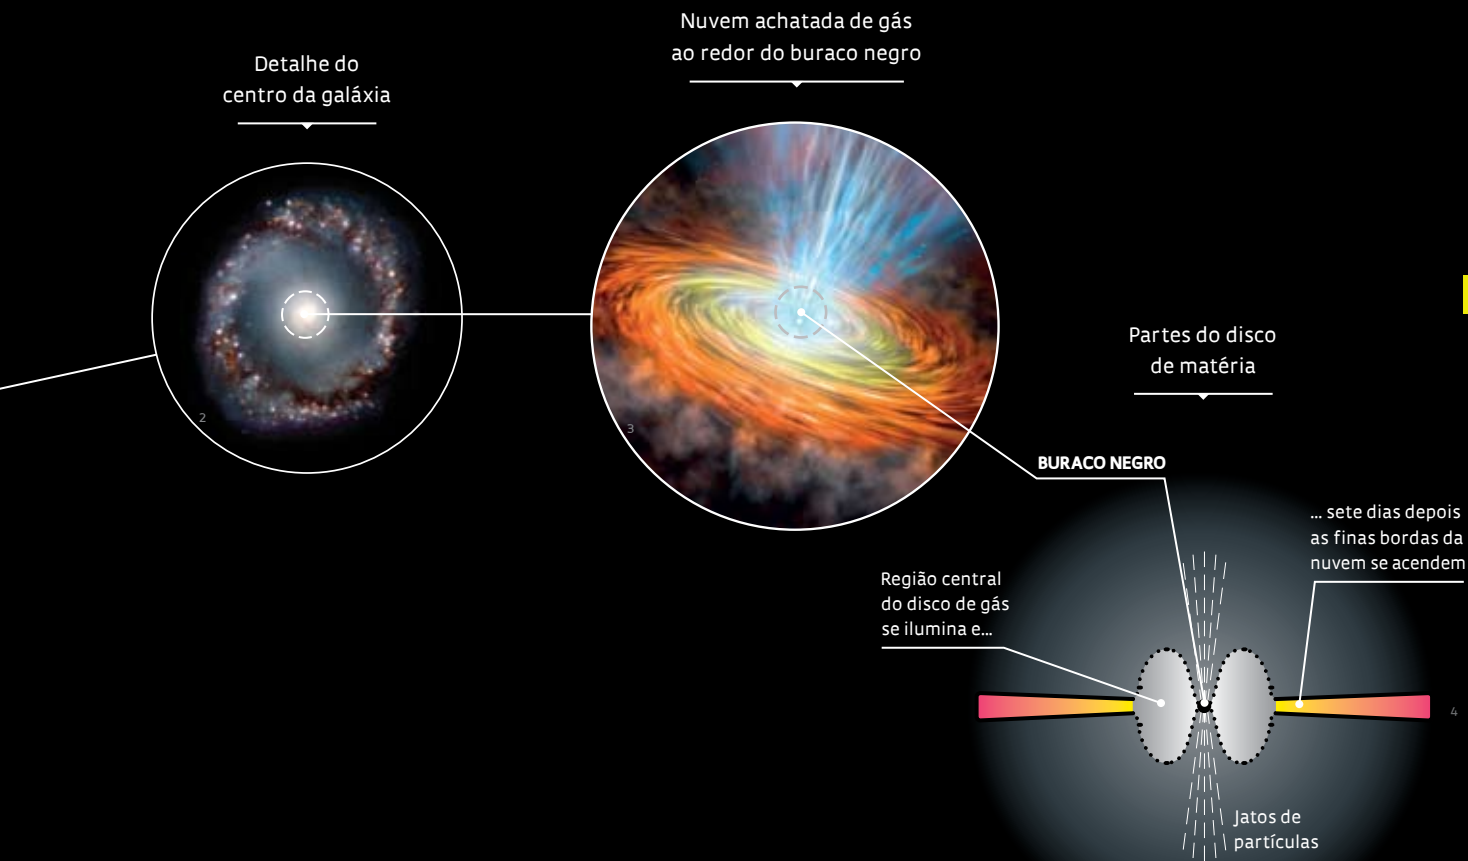 Detalhe do
centro da galáxia
2
Nuvem achatada de gás
ao redor do buraco negro
3
Partes do disco
de matéria
BURACO NEGRO
Região central
do disco de gás
se ilumina e...
... sete dias depois
as finas bordas da
nuvem se acendem
4
Jatos de
partículas